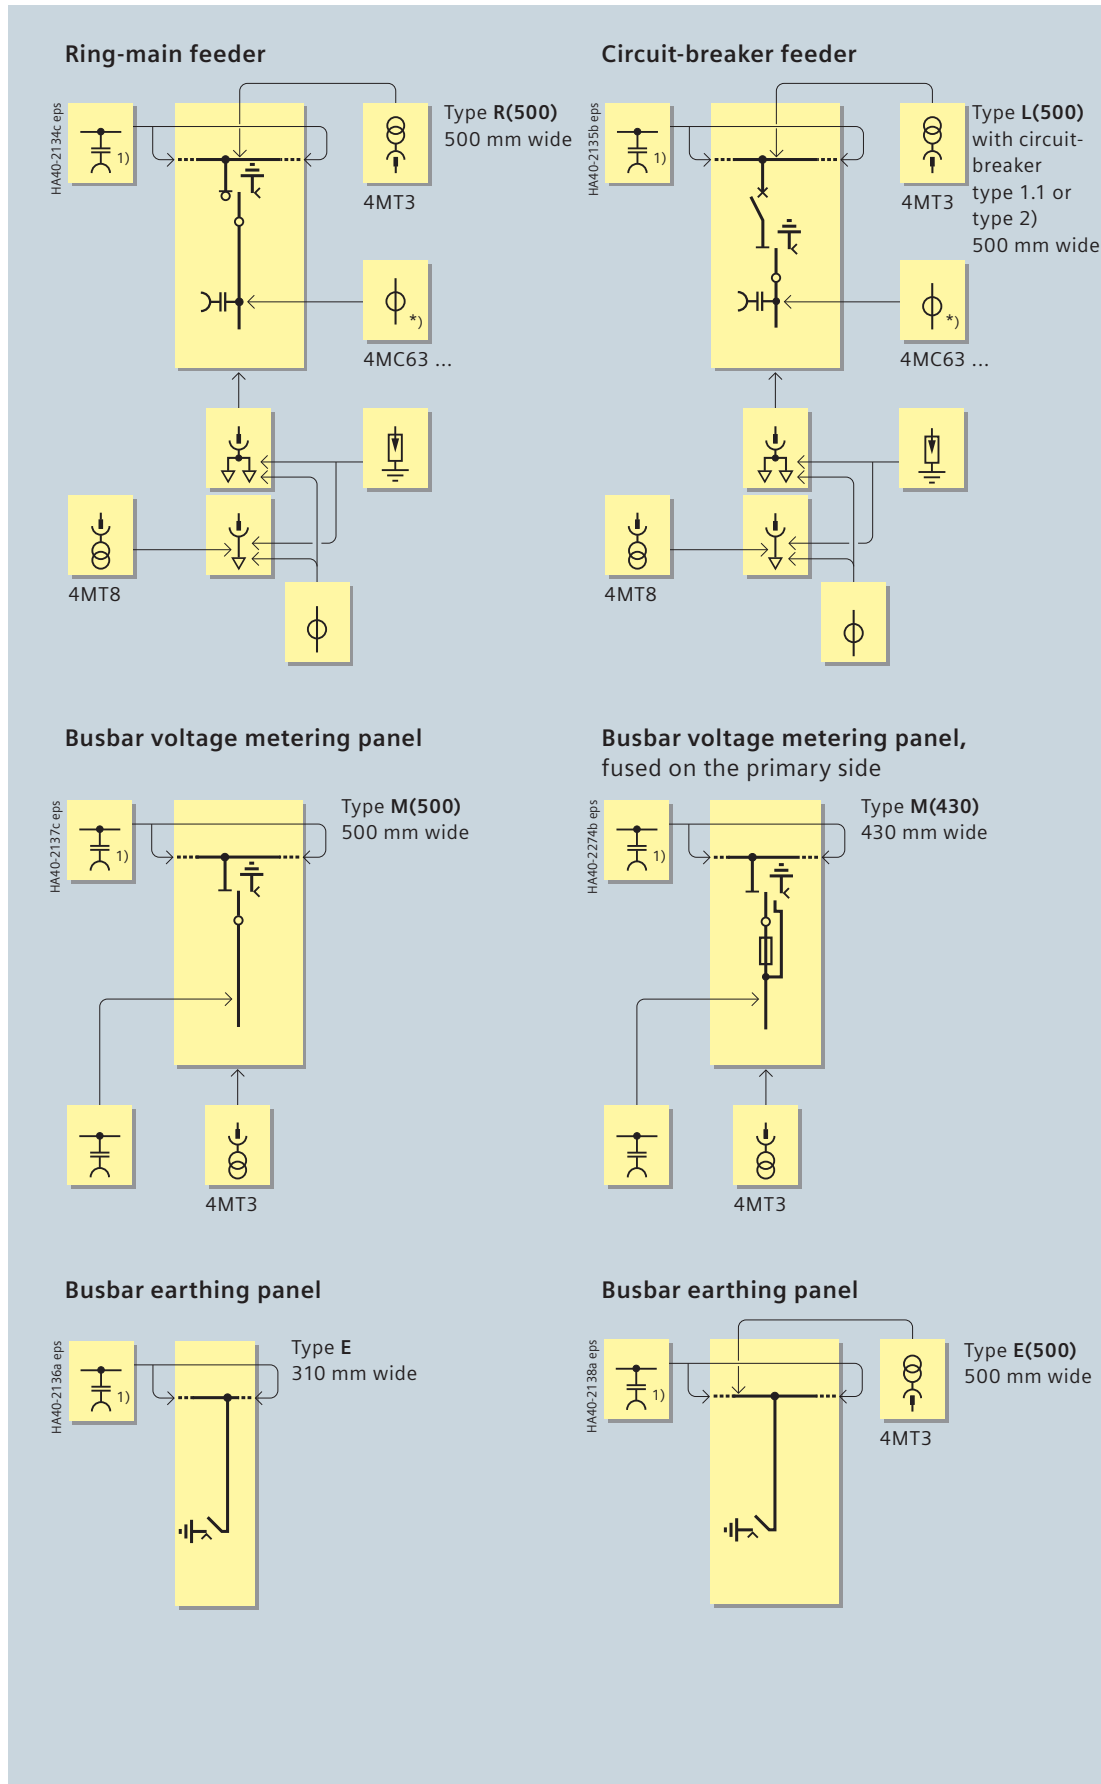 Ring-main feeder
HA40-2134c eps
1)
4MT3
Type R(500)
500 mm wide
*)
4MC63 ...
4MT8
Circuit-breaker feeder
HA40-2135b eps
1)
4MT3
Type L(500)
with circuit-
breaker
type 1.1 or
type 2)
500 mm wide
*)
4MC63 ...
4MT8
Busbar voltage metering panel
HA40-2137c eps
1)
Type M(500)
500 mm wide
4MT3
Busbar voltage metering panel,
fused on the primary side
HA40-2274b eps
1)
Type M(430)
430 mm wide
4MT3
Busbar earthing panel
HA40-2136a eps
1)
Type E
310 mm wide
Busbar earthing panel
HA40-2138a eps
1)
4MT3
Type E(500)
500 mm wide